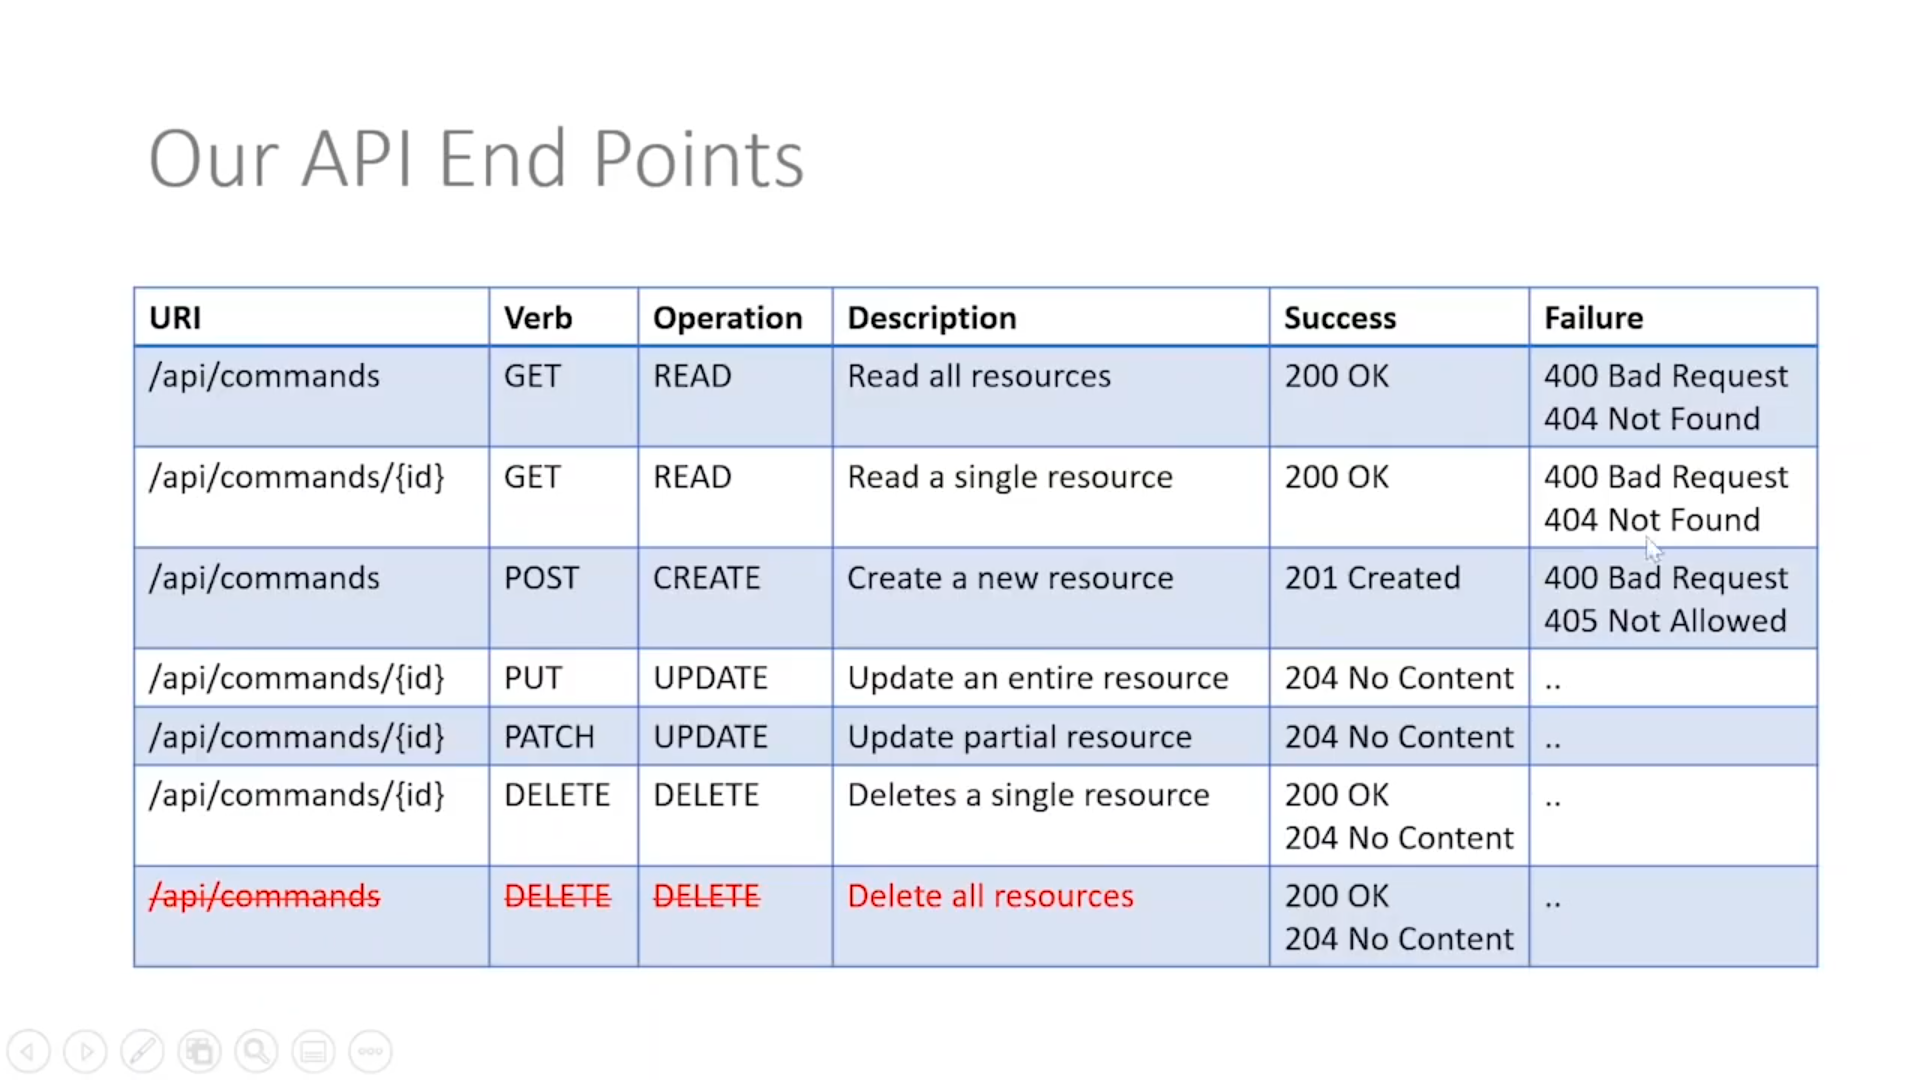 Our API End Points
URI Verb Operation Description Success Failure
/api/commands GET READ Read all resources 200 OK 400 Bad Request
404 Not Found
/api/commands/{id} GET READ Read a single resource 200 OK 400 Bad Request
404 Not Found
/api/commands POST CREATE Create a new resource 201 Created 400 Bad Request
405 Not Allowed
/api/commands/{id} PUT UPDATE Update an entire resource 204 No Content ..
/api/commands/{id} PATCH UPDATE Update partial resource 204 No Content ..
/api/commands/{id} DELETE DELETE Deletes a single resource 200 OK ..
204 No Content
/api/commands DELETE DELETE Delete all resources 200 OK ..
204 No Content